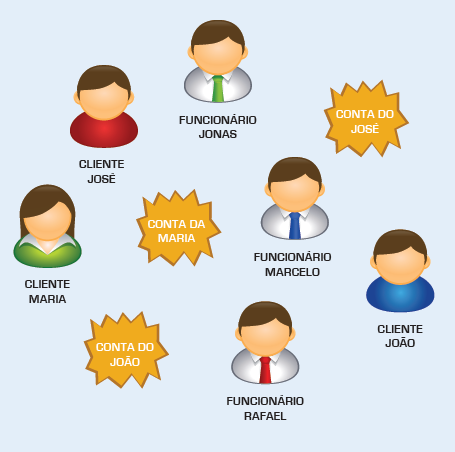 FUNCIONÁRIO
JONAS
CONTA DO
JOSÉ
CLIENTE
JOSÉ
CONTA DA
MARIA
FUNCIONÁRIO
MARCELO
CLIENTE
MARIA
CLIENTE
JOÃO
CONTA DO
JOÃO
FUNCIONÁRIO
RAFAEL